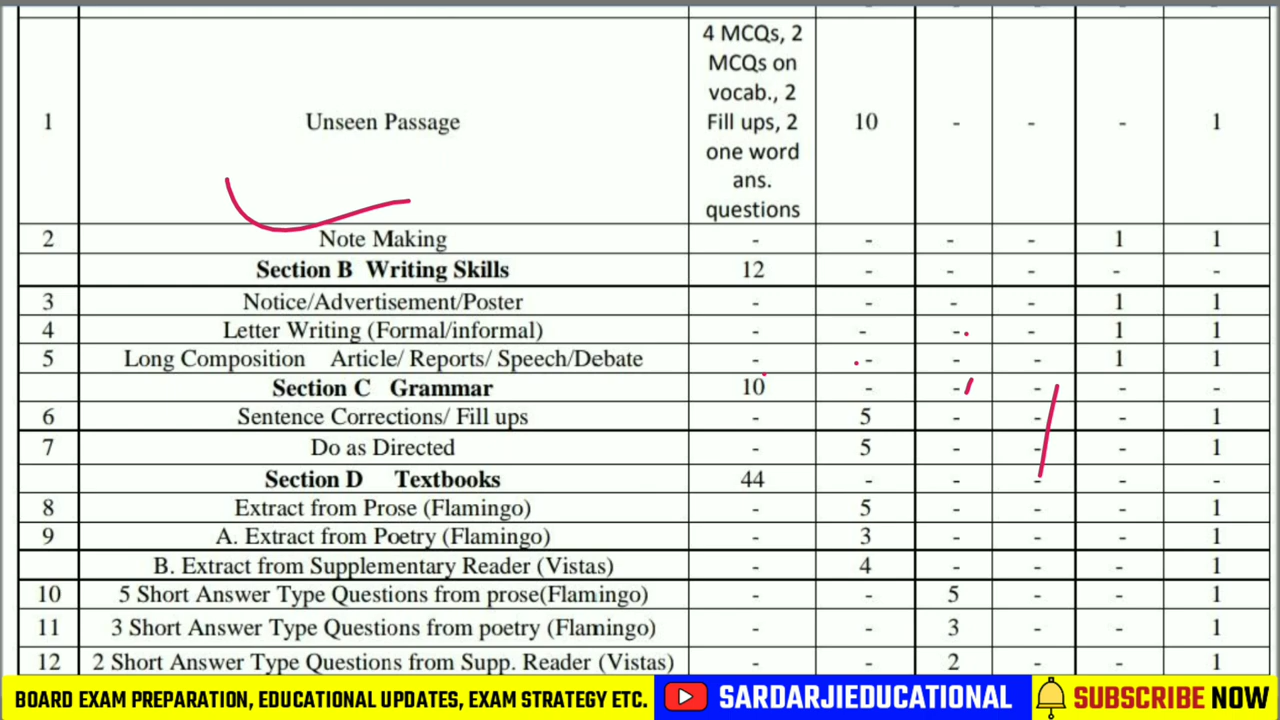 1 Unseen Passage 4 MCQs, 2 MCQs on vocab., 2 Fill ups, 2 one word ans. questions 10 - - - 1
2 Note Making - - - - 1 1
Section B Writing Skills 12 - - - - -
3 Notice/Advertisement/Poster - - - - 1 1
4 Letter Writing (Formal/informal) - - - - 1 1
5 Long Composition Article/ Reports/ Speech/Debate - - - - 1 1
Section C Grammar 10 - - - - -
6 Sentence Corrections/ Fill ups - 5 - - - 1
7 Do as Directed - 5 - - - 1
Section D Textbooks 44 - - - - -
8 Extract from Prose (Flamingo) - 5 - - - 1
9 A. Extract from Poetry (Flamingo) - 3 - - - 1
B. Extract from Supplementary Reader (Vistas) - 4 - - - 1
10 5 Short Answer Type Questions from prose(Flamingo) - - 5 - - 1
11 3 Short Answer Type Questions from poetry (Flamingo) - - 3 - - 1
12 2 Short Answer Type Questions from Supp. Reader (Vistas) - - 2 - - 1
BOARD EXAM PREPARATION, EDUCATIONAL UPDATES, EXAM STRATEGY ETC. SARDARJIEDUCATIONAL SUBSCRIBE NOW